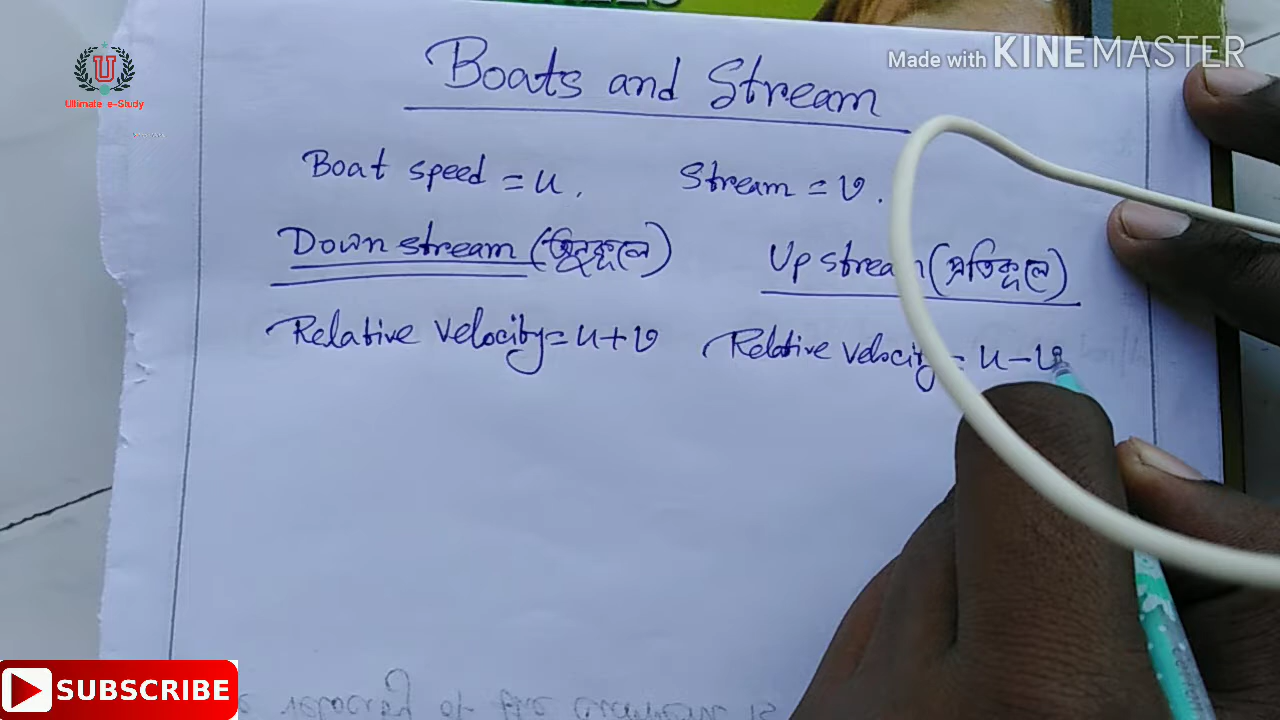 Boats and Stream
Made with KINEMASTER
U
Ultimate e-Study
Boat speed = u, Stream = v.
Down stream (অনুকূলে) Up stream (প্রতিকূলে)
Relative velocity = u + v Relative velocity = u - v
SUBSCRIBE